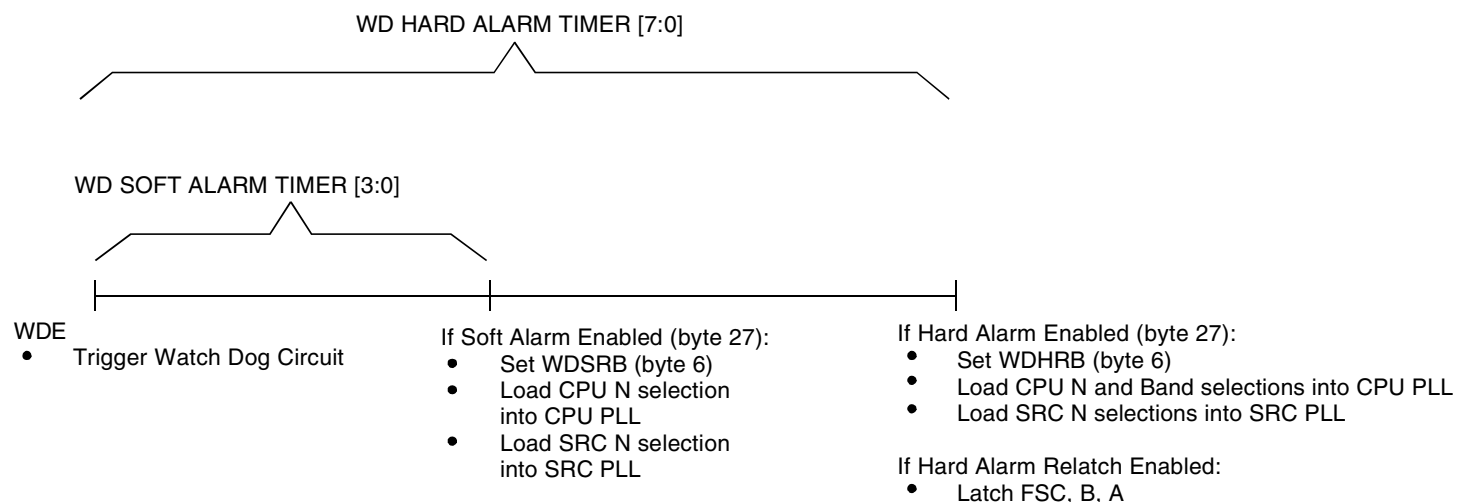 WD HARD ALARM TIMER [7:0]
WD SOFT ALARM TIMER [3:0]
WDE
• Trigger Watch Dog Circuit
If Soft Alarm Enabled (byte 27):
• Set WDSRB (byte 6)
• Load CPU N selection
into CPU PLL
• Load SRC N selection
into SRC PLL
If Hard Alarm Enabled (byte 27):
• Set WDHRB (byte 6)
• Load CPU N and Band selections into CPU PLL
• Load SRC N selections into SRC PLL
If Hard Alarm Relatch Enabled:
• Latch FSC, B, A